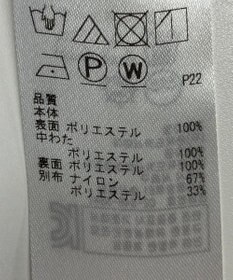 P W
P22
品質
本体
表面 ポリエステル 100%
中わた
ポリエステル 100%
裏面 ポリエステル 100%
別布 ナイロン 67%
ポリエステル 33%